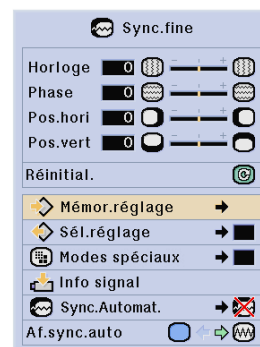 Sync.fine
Horloge 0
Phase 0
Pos.hori 0
Pos.vert 0
Réinitial.
Mémor.réglage
Sél.réglage
Modes spéciaux
Info signal
Sync.Automat.
Af.sync.auto